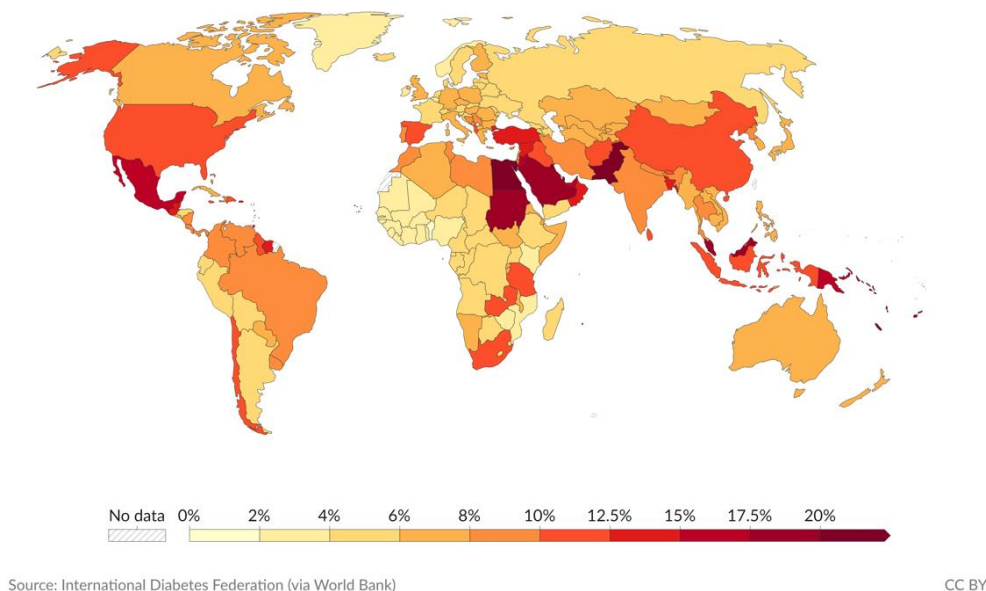 No data 0% 2% 4% 6% 8% 10% 12.5% 15% 17.5% 20%
Source: International Diabetes Federation (via World Bank) CC BY